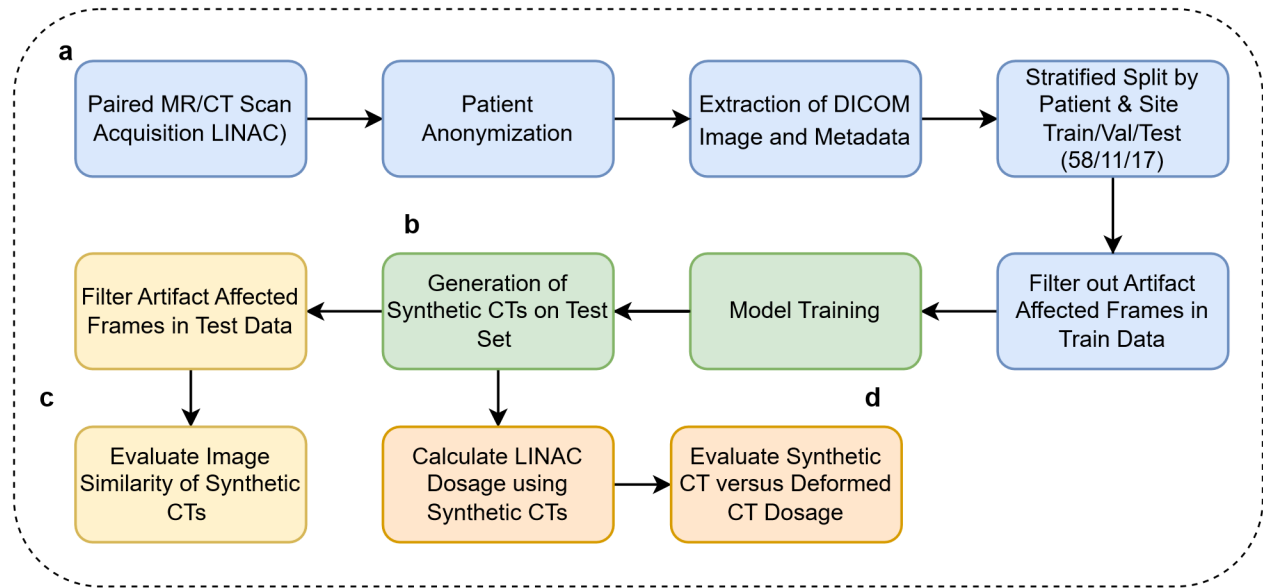 a
Paired MR/CT Scan
Acquisition LINAC)
Patient
Anonymization
Extraction of DICOM
Image and Metadata
Stratified Split by
Patient & Site
Train/Val/Test
(58/11/17)
b
Filter Artifact Affected
Frames in Test Data
Generation of
Synthetic CTs on Test
Set
Model Training
Filter out Artifact
Affected Frames in
Train Data
c
d
Evaluate Image
Similarity of Synthetic
CTs
Calculate LINAC
Dosage using
Synthetic CTs
Evaluate Synthetic
CT versus Deformed
CT Dosage